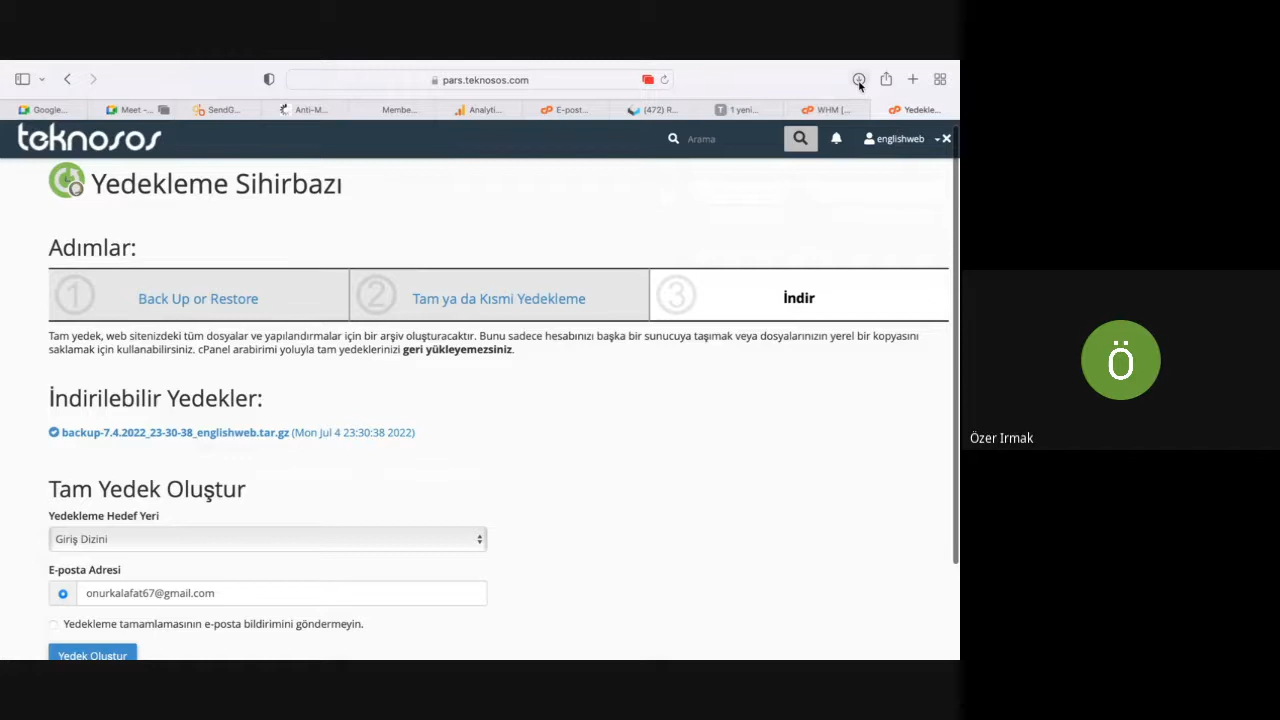 pars.teknosos.com
Google...
Meet -...
SendG...
Anti-M...
Membe...
Analyti...
E-post...
(472) R...
1 yeni...
WHM [...
Yedekle...
teknosos
Arama
englishweb
Yedekleme Sihirbazı
Adımlar:
1
Back Up or Restore
2
Tam ya da Kısmi Yedekleme
3
İndir
Tam yedek, web sitenizdeki tüm dosyalar ve yapılandırmalar için bir arşiv oluşturacaktır. Bunu sadece hesabınızı başka bir sunucuya taşımak veya dosyalarınızın yerel bir kopyasını
saklamak için kullanabilirsiniz. cPanel arabirimi yoluyla tam yedeklerinizi geri yükleyemezsiniz.
İndirilebilir Yedekler:
backup-7.4.2022_23-30-38_englishweb.tar.gz (Mon Jul 4 23:30:38 2022)
Tam Yedek Oluştur
Yedekleme Hedef Yeri
Giriş Dizini
E-posta Adresi
onurkalafat67@gmail.com
Yedekleme tamamlamasının e-posta bildirimini göndermeyin.
Yedek Oluştur
Ö
Özer Irmak